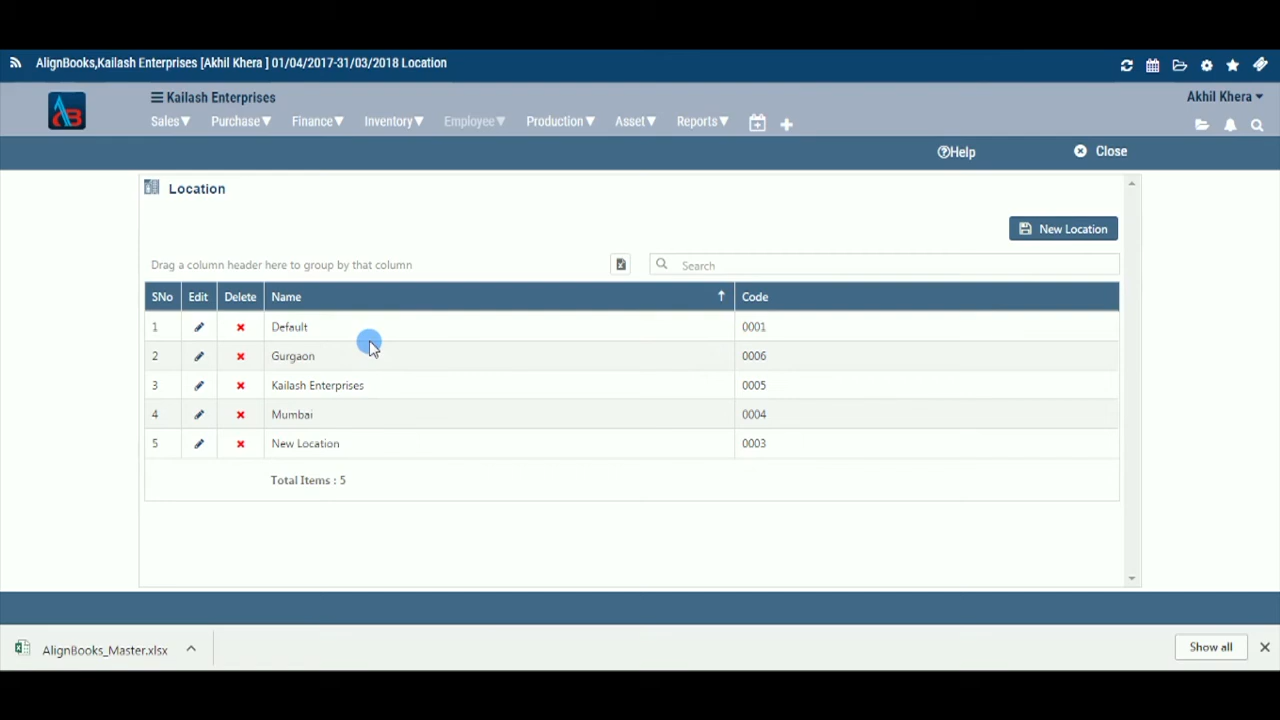 AlignBooks,Kailash Enterprises [Akhil Khera ] 01/04/2017-31/03/2018 Location
Kailash Enterprises
Akhil Khera
Sales Purchase Finance Inventory Employee Production Asset Reports
Help Close
Location
New Location
Drag a column header here to group by that column Search
SNo Edit Delete Name Code
1 Default 0001
2 Gurgaon 0006
3 Kailash Enterprises 0005
4 Mumbai 0004
5 New Location 0003
Total Items : 5
AlignBooks_Master.xlsx Show all